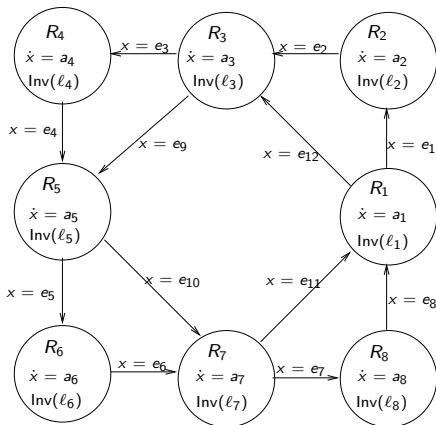 R₄
ẋ = a₄
Inv(ℓ₄)
x = e₃
R₃
ẋ = a₃
Inv(ℓ₃)
x = e₂
R₂
ẋ = a₂
Inv(ℓ₂)
x = e₄
x = e₉
x = e₁₂
x = e₁
R₅
ẋ = a₅
Inv(ℓ₅)
R₁
ẋ = a₁
Inv(ℓ₁)
x = e₅
x = e₁₀
x = e₁₁
x = e₈
R₆
ẋ = a₆
Inv(ℓ₆)
x = e₆
R₇
ẋ = a₇
Inv(ℓ₇)
x = e₇
R₈
ẋ = a₈
Inv(ℓ₈)